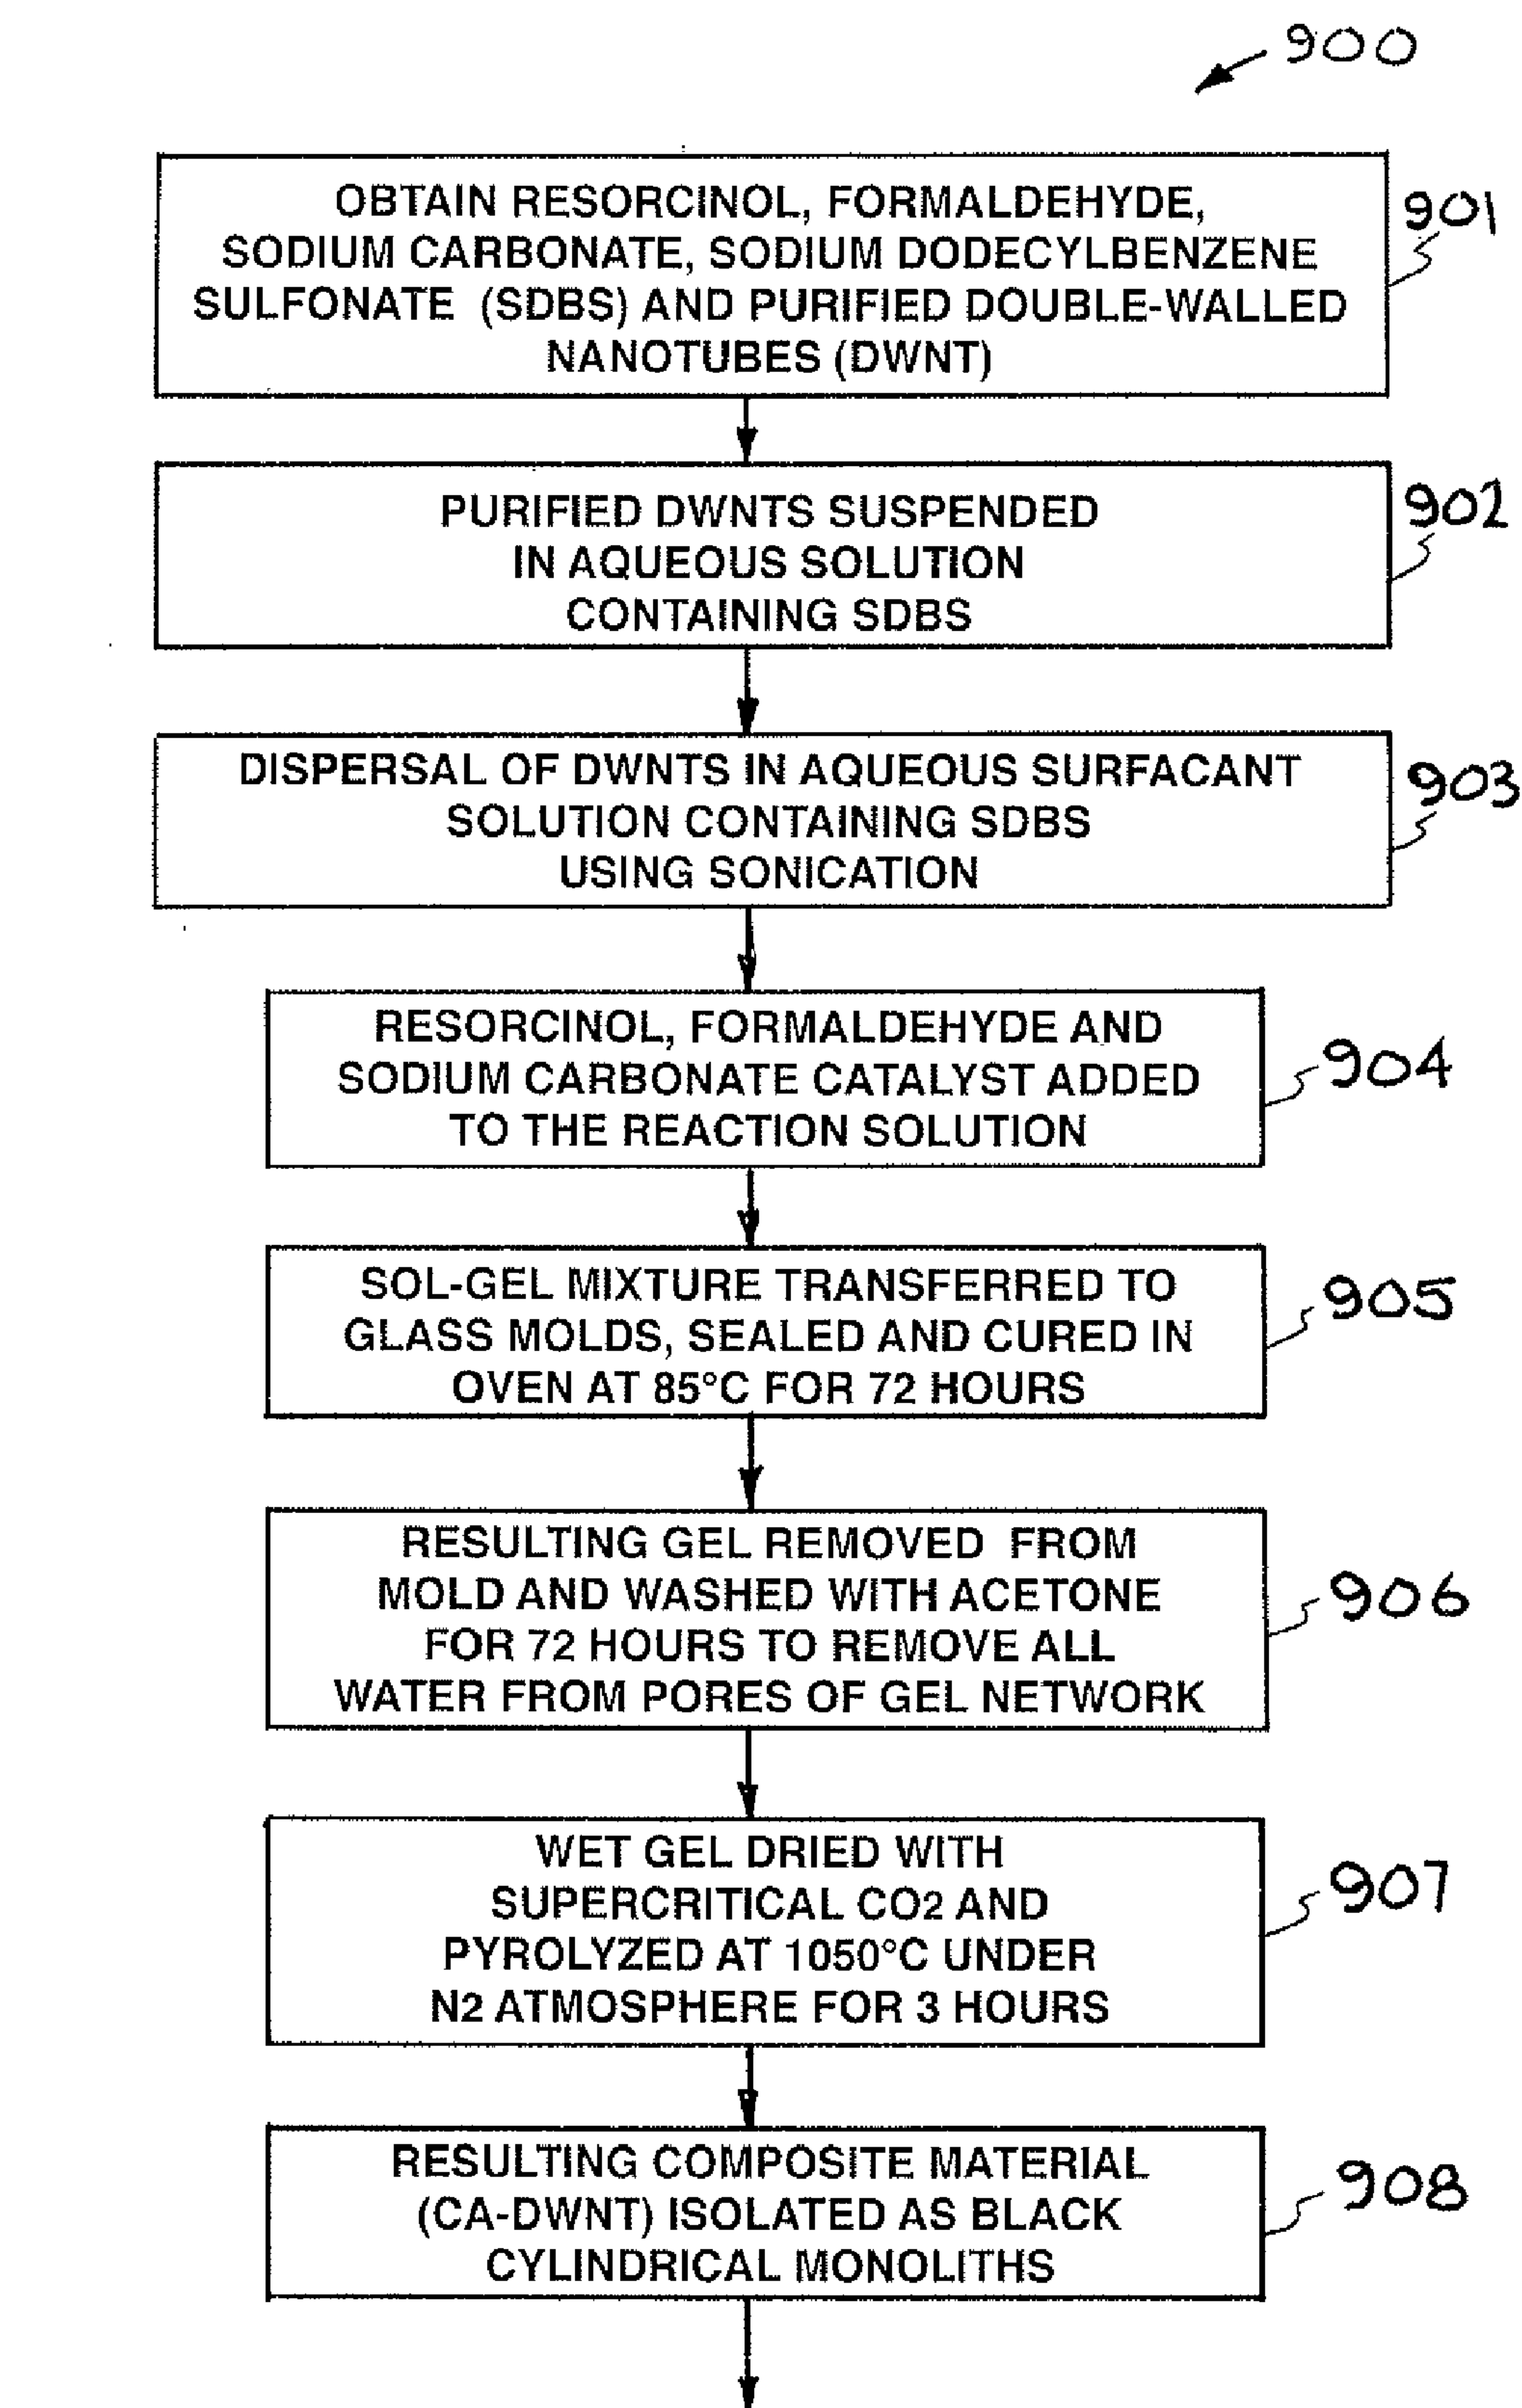 900
OBTAIN RESORCINOL, FORMALDEHYDE,
SODIUM CARBONATE, SODIUM DODECYLBENZENE
SULFONATE (SDBS) AND PURIFIED DOUBLE-WALLED
NANOTUBES (DWNT)
901
PURIFIED DWNTS SUSPENDED
IN AQUEOUS SOLUTION
CONTAINING SDBS
902
DISPERSAL OF DWNTS IN AQUEOUS SURFACANT
SOLUTION CONTAINING SDBS
USING SONICATION
903
RESORCINOL, FORMALDEHYDE AND
SODIUM CARBONATE CATALYST ADDED
TO THE REACTION SOLUTION
904
SOL-GEL MIXTURE TRANSFERRED TO
GLASS MOLDS, SEALED AND CURED IN
OVEN AT 85°C FOR 72 HOURS
905
RESULTING GEL REMOVED FROM
MOLD AND WASHED WITH ACETONE
FOR 72 HOURS TO REMOVE ALL
WATER FROM PORES OF GEL NETWORK
906
WET GEL DRIED WITH
SUPERCRITICAL CO2 AND
PYROLYZED AT 1050°C UNDER
N2 ATMOSPHERE FOR 3 HOURS
907
RESULTING COMPOSITE MATERIAL
(CA-DWNT) ISOLATED AS BLACK
CYLINDRICAL MONOLITHS
908